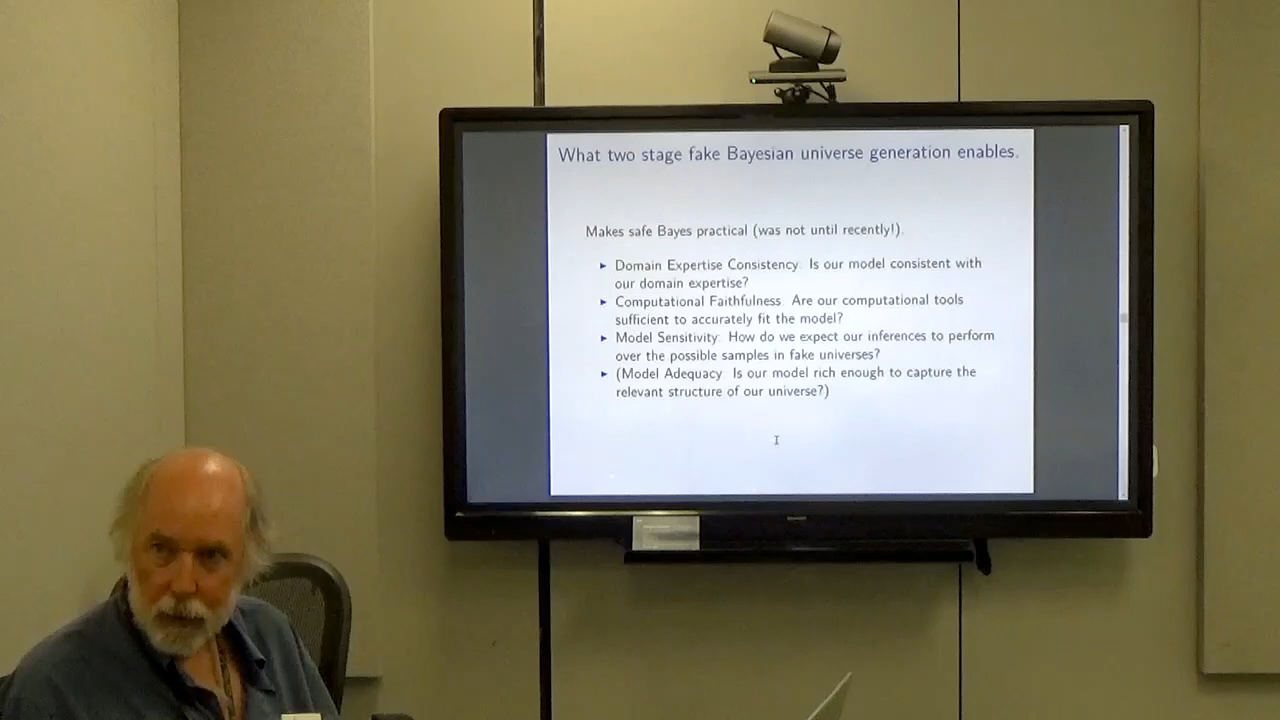 What two stage fake Bayesian universe generation enables.
Makes safe Bayes practical (was not until recently!).
▸ Domain Expertise Consistency. Is our model consistent with
our domain expertise?
▸ Computational Faithfulness. Are our computational tools
sufficient to accurately fit the model?
▸ Model Sensitivity: How do we expect our inferences to perform
over the possible samples in fake universes?
▸ (Model Adequacy. Is our model rich enough to capture the
relevant structure of our universe?)